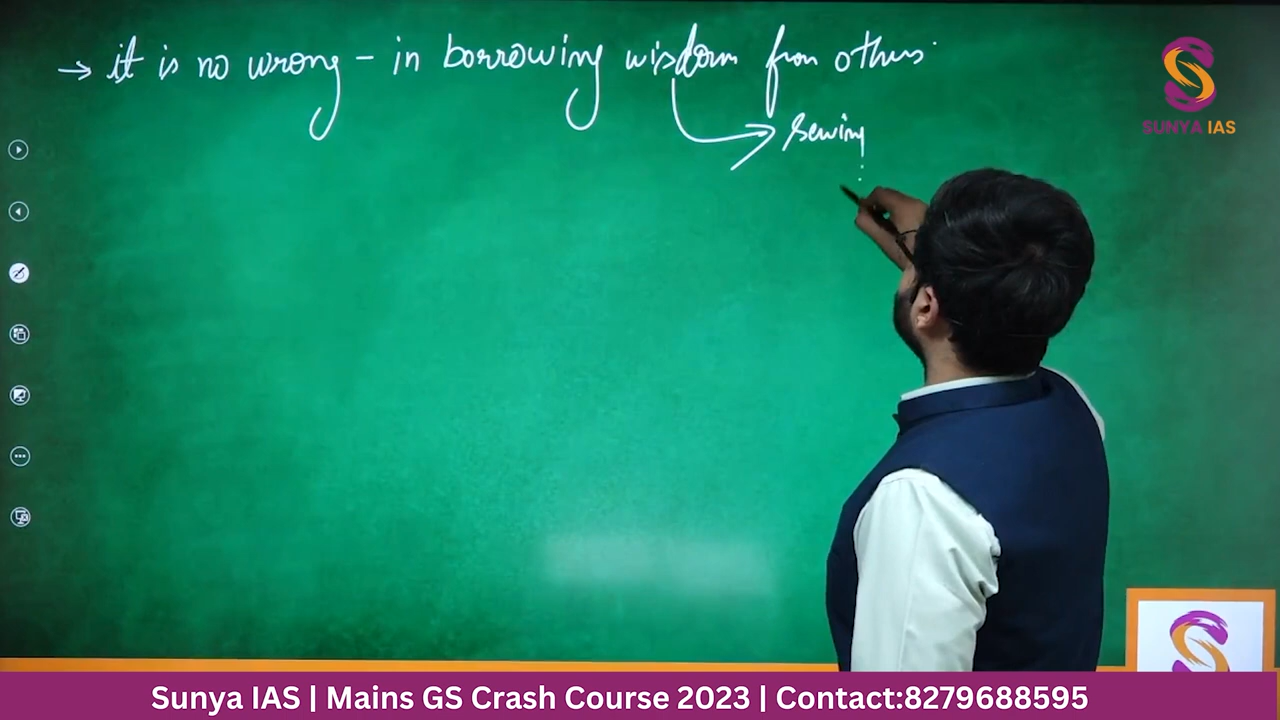 → it is no wrong - in borrowing wisdom from others.
SUNYA IAS
Sewing
Sunya IAS | Mains GS Crash Course 2023 | Contact:8279688595